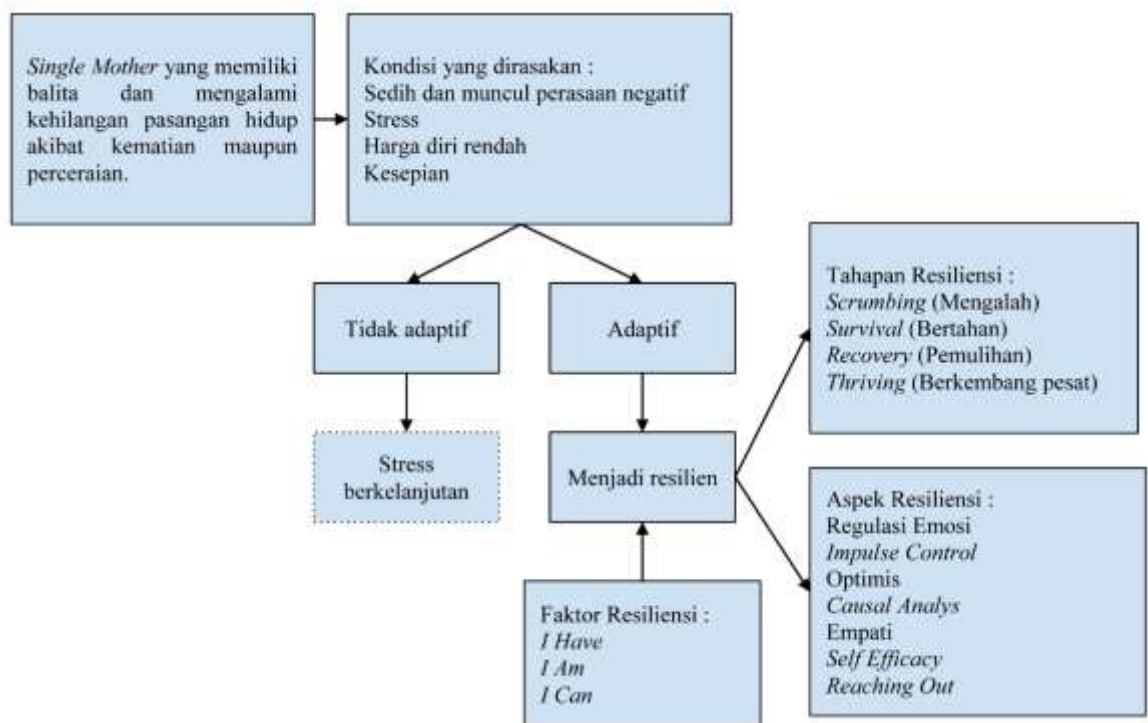 Single Mother yang memiliki
balita dan mengalami
kehilangan pasangan hidup
akibat kematian maupun
perceraian.
Kondisi yang dirasakan :
Sedih dan muncul perasaan negatif
Stress
Harga diri rendah
Kesepian
Tidak adaptif
Adaptif
Tahapan Resiliensi :
Scrumbing (Mengalah)
Survival (Bertahan)
Recovery (Pemulihan)
Thriving (Berkembang pesat)
Stress
berkelanjutan
Menjadi resilien
Aspek Resiliensi :
Regulasi Emosi
Impulse Control
Optimis
Causal Analys
Empati
Self Efficacy
Reaching Out
Faktor Resiliensi :
I Have
I Am
I Can